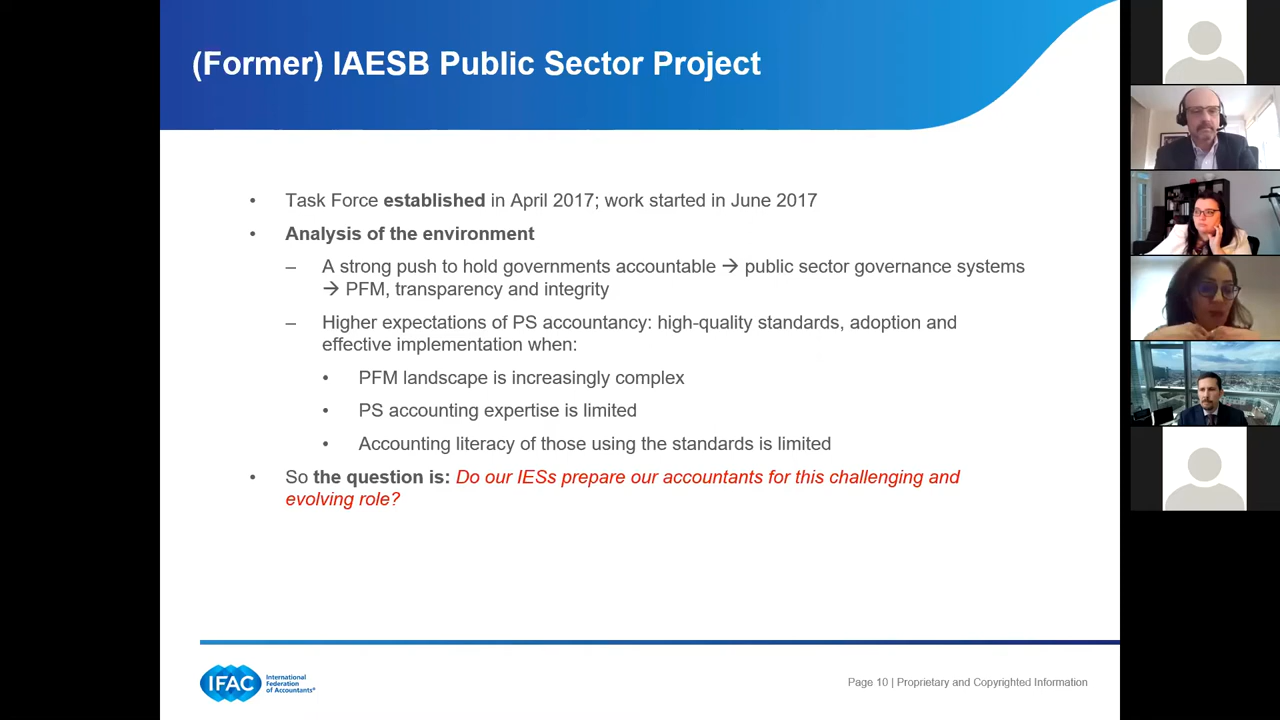 (Former) IAESB Public Sector Project
• Task Force established in April 2017; work started in June 2017
• Analysis of the environment
– A strong push to hold governments accountable → public sector governance systems
→ PFM, transparency and integrity
– Higher expectations of PS accountancy: high-quality standards, adoption and
effective implementation when:
• PFM landscape is increasingly complex
• PS accounting expertise is limited
• Accounting literacy of those using the standards is limited
• So the question is: Do our IESs prepare our accountants for this challenging and
evolving role?
IFAC
International
Federation
of Accountants®
Page 10 | Proprietary and Copyrighted Information